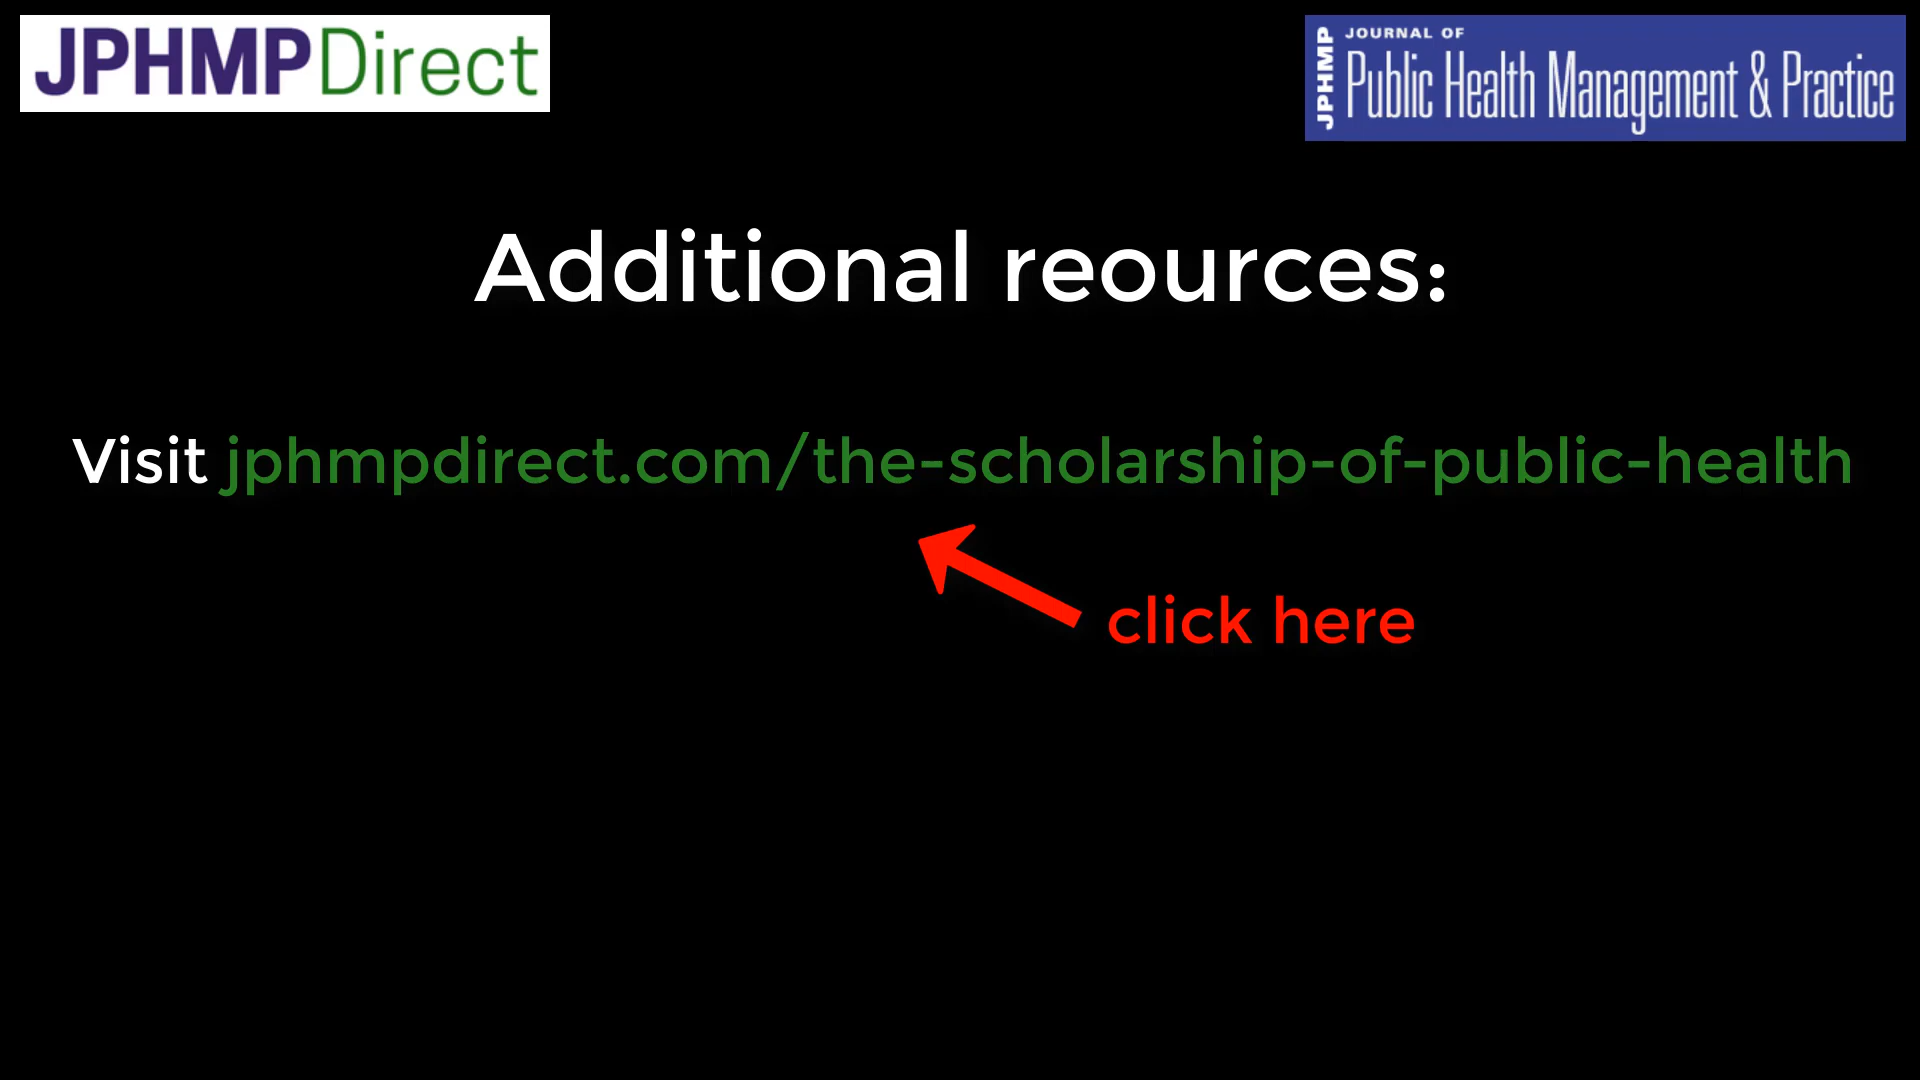 JPHMPDirect
JPHMP
JOURNAL OF
Public Health Management & Practice
Additional reources:
Visit jphmpdirect.com/the-scholarship-of-public-health
click here